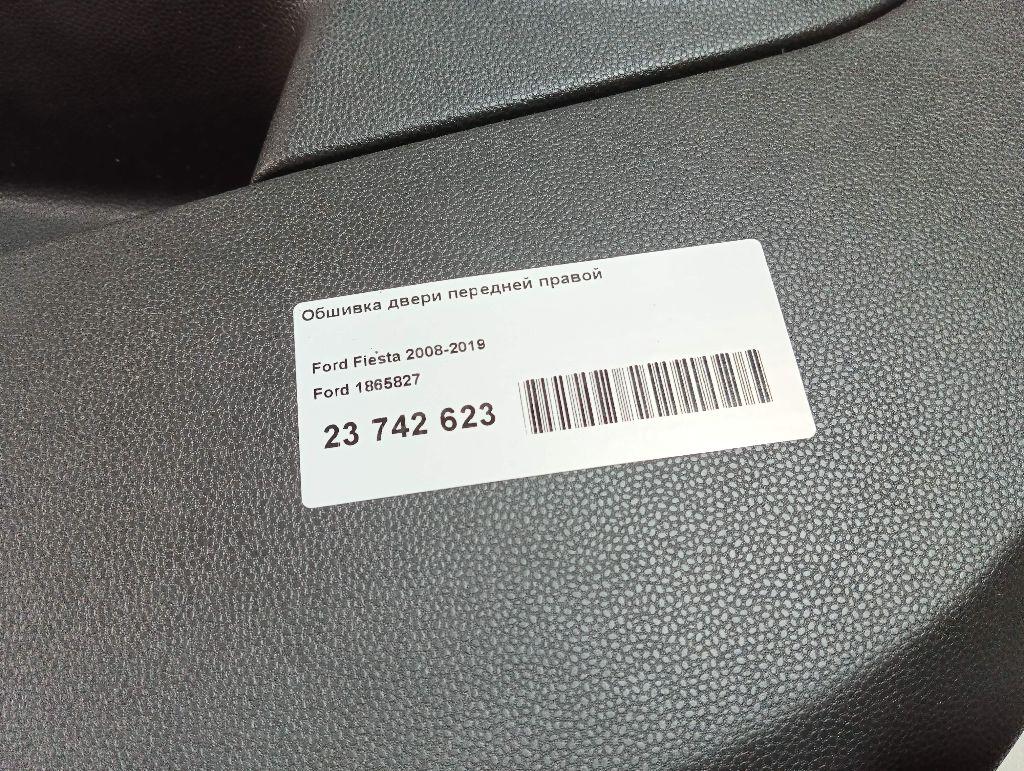 Обшивка двери передней правой
Ford Fiesta 2008-2019
Ford 1865827
23 742 623